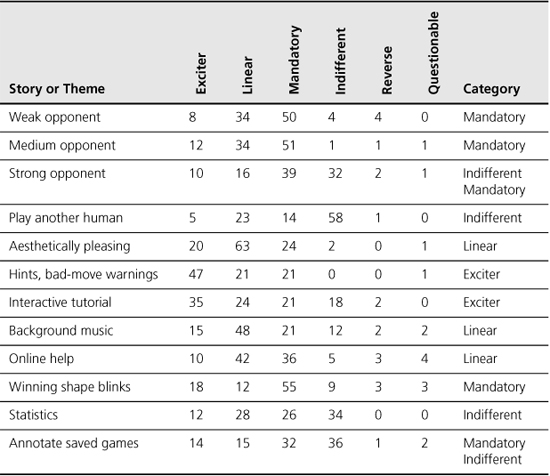 Story or Theme Exciter Linear Mandatory Indifferent Reverse Questionable Category
Weak opponent 8 34 50 4 4 0 Mandatory
Medium opponent 12 34 51 1 1 1 Mandatory
Strong opponent 10 16 39 32 2 1 Indifferent
Mandatory
Play another human 5 23 14 58 1 0 Indifferent
Aesthetically pleasing 20 63 24 2 0 1 Linear
Hints, bad-move warnings 47 21 21 0 0 1 Exciter
Interactive tutorial 35 24 21 18 2 0 Exciter
Background music 15 48 21 12 2 2 Linear
Online help 10 42 36 5 3 4 Linear
Winning shape blinks 18 12 55 9 3 3 Mandatory
Statistics 12 28 26 34 0 0 Indifferent
Annotate saved games 14 15 32 36 1 2 Mandatory
Indifferent